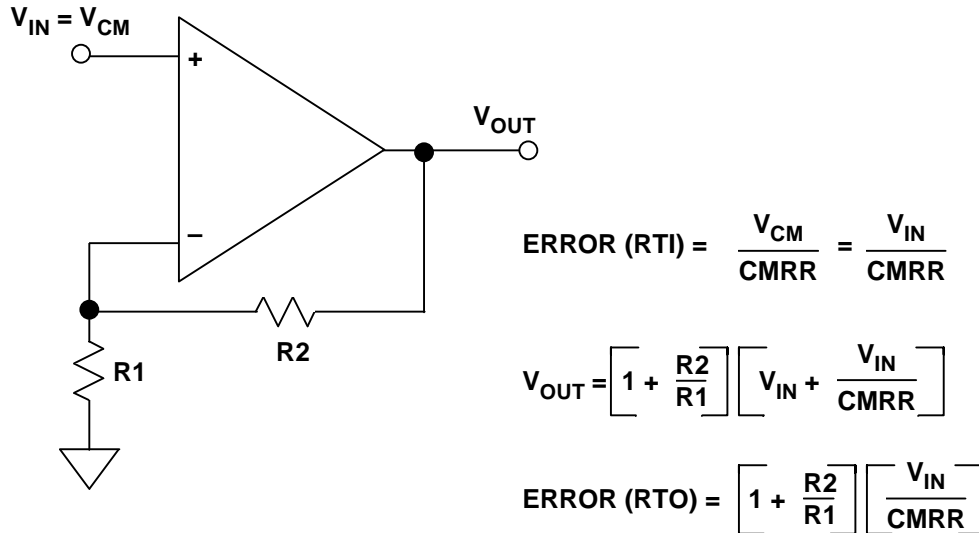 V_IN = V_CM
+
V_OUT
–
R2
R1
ERROR (RTI) = V_CM / CMRR = V_IN / CMRR
V_OUT = [ 1 + R2 / R1 ] [ V_IN + V_IN / CMRR ]
ERROR (RTO) = [ 1 + R2 / R1 ] [ V_IN / CMRR ]